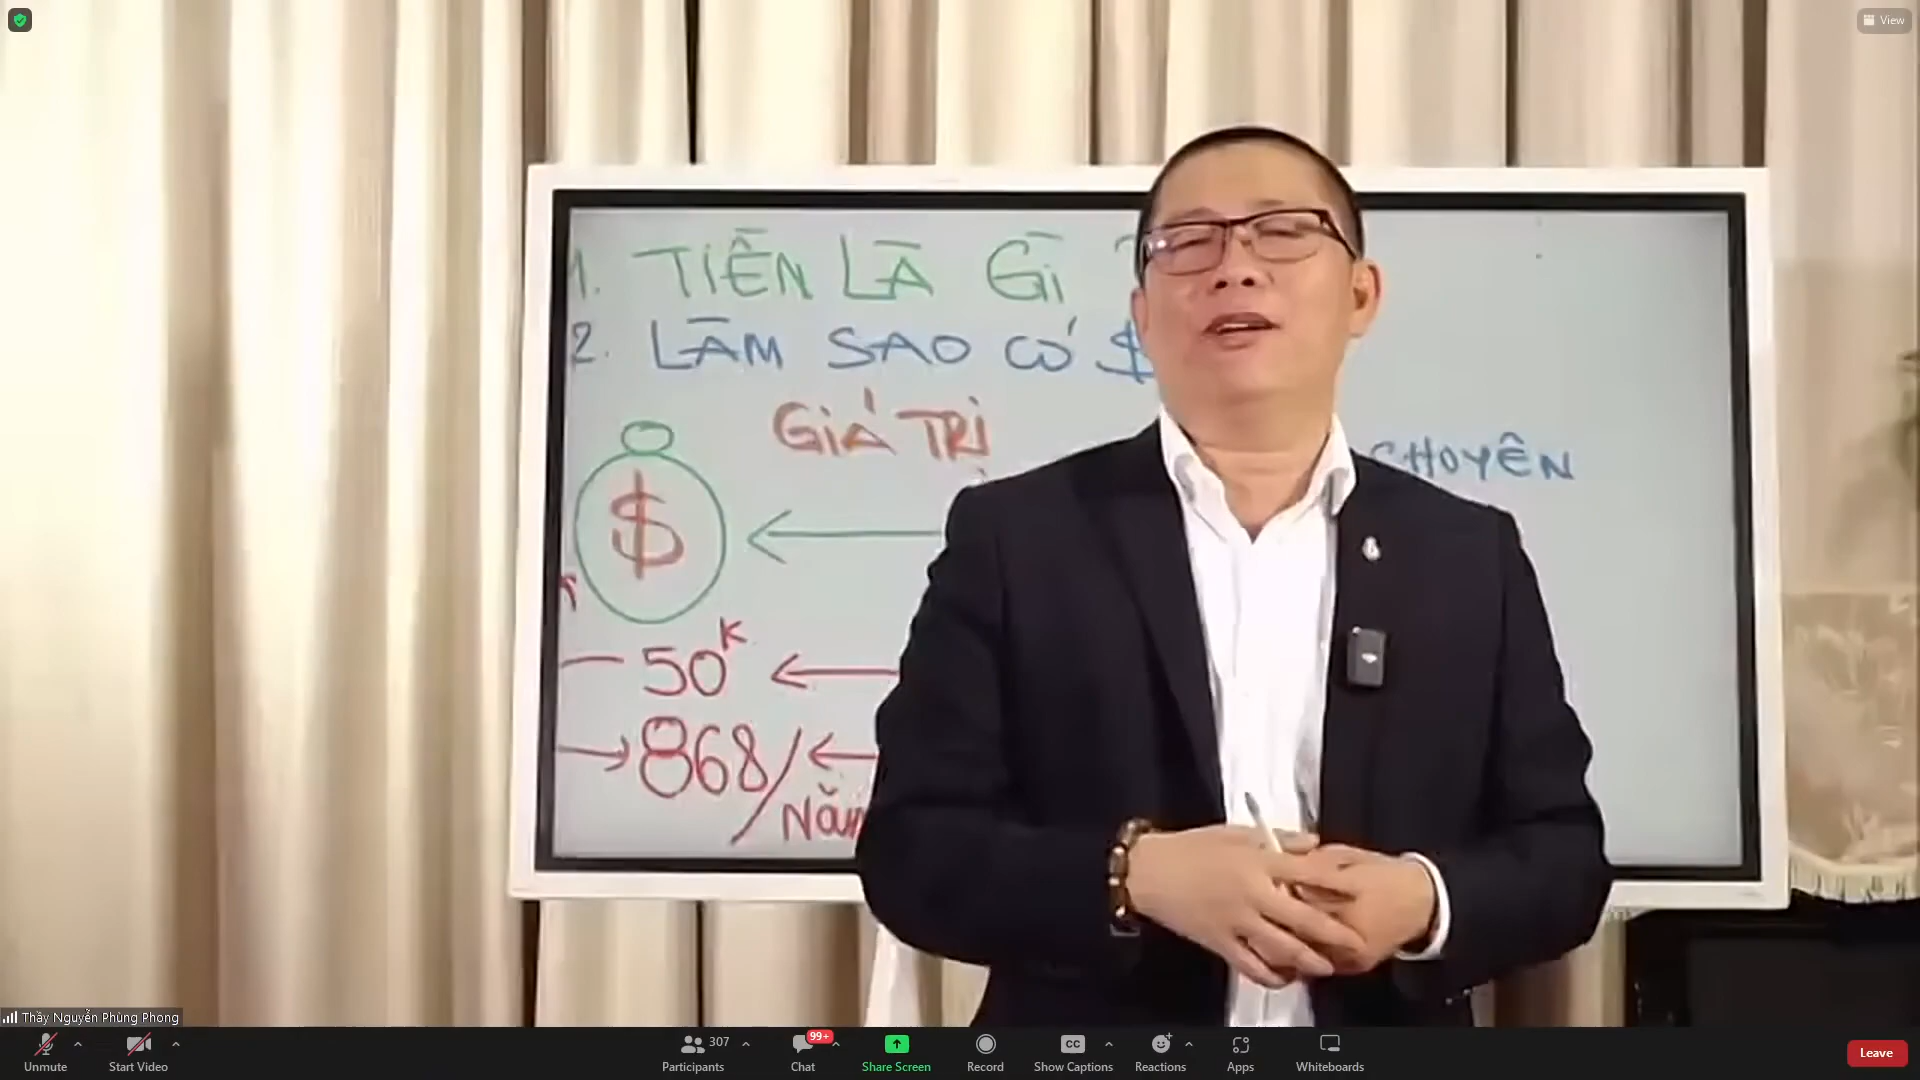 View
1. TIỀN LÀ GÌ
2. LÀM SAO CÓ $
GIÁ TRỊ
CHUYÊN
$
50K
868/
NĂM
Thầy Nguyễn Phùng Phong
Unmute
Start Video
307
Participants
99+
Chat
Share Screen
Record
CC
Show Captions
Reactions
Apps
Whiteboards
Leave